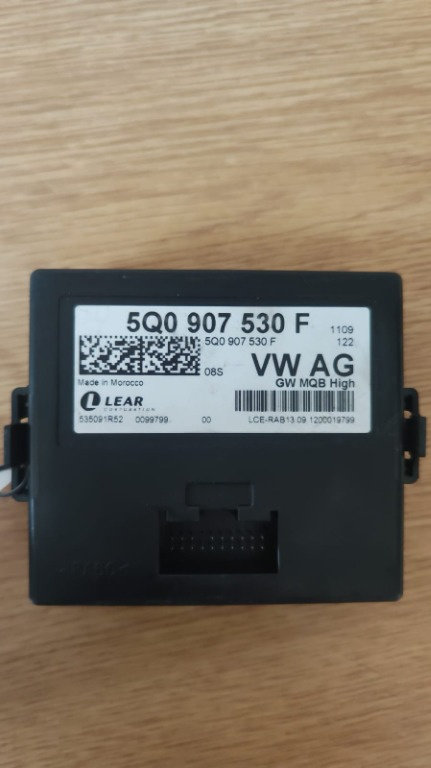 5Q0 907 530 F 1109
5Q0 907 530 F 122
08S VW AG
Made in Morocco GW MQB High
LEAR
CORPORATION
535091R52 0099799 00 LCE-RAB13.09 1200019799